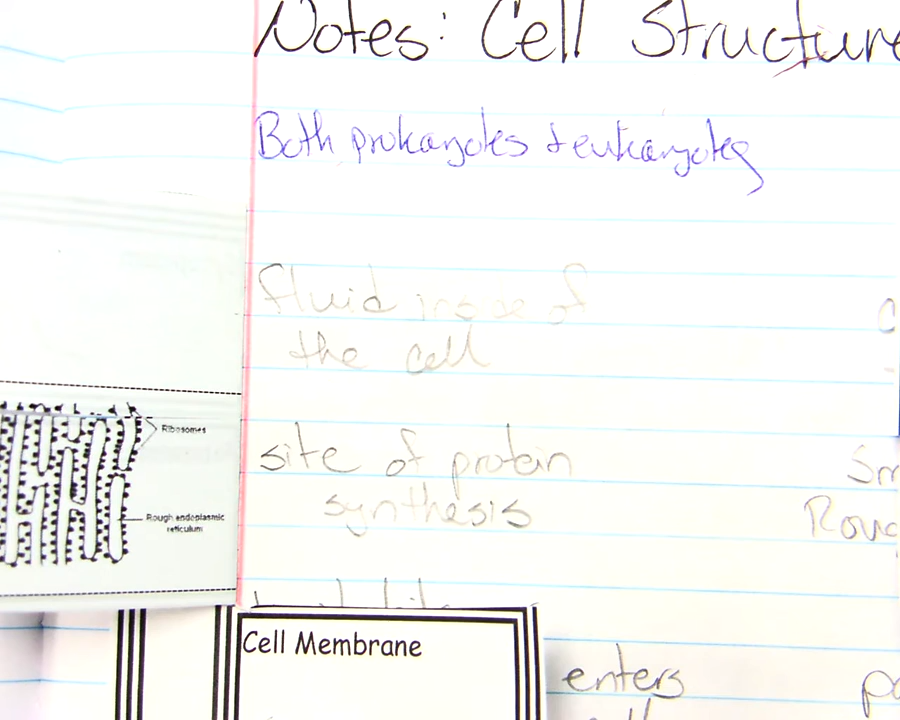 Notes: Cell Structure
Both prokaryotes & eukaryotes
fluid inside of
the cell
Ribosomes
site of protein
synthesis
Rough endoplasmic
reticulum
Cell Membrane
enters